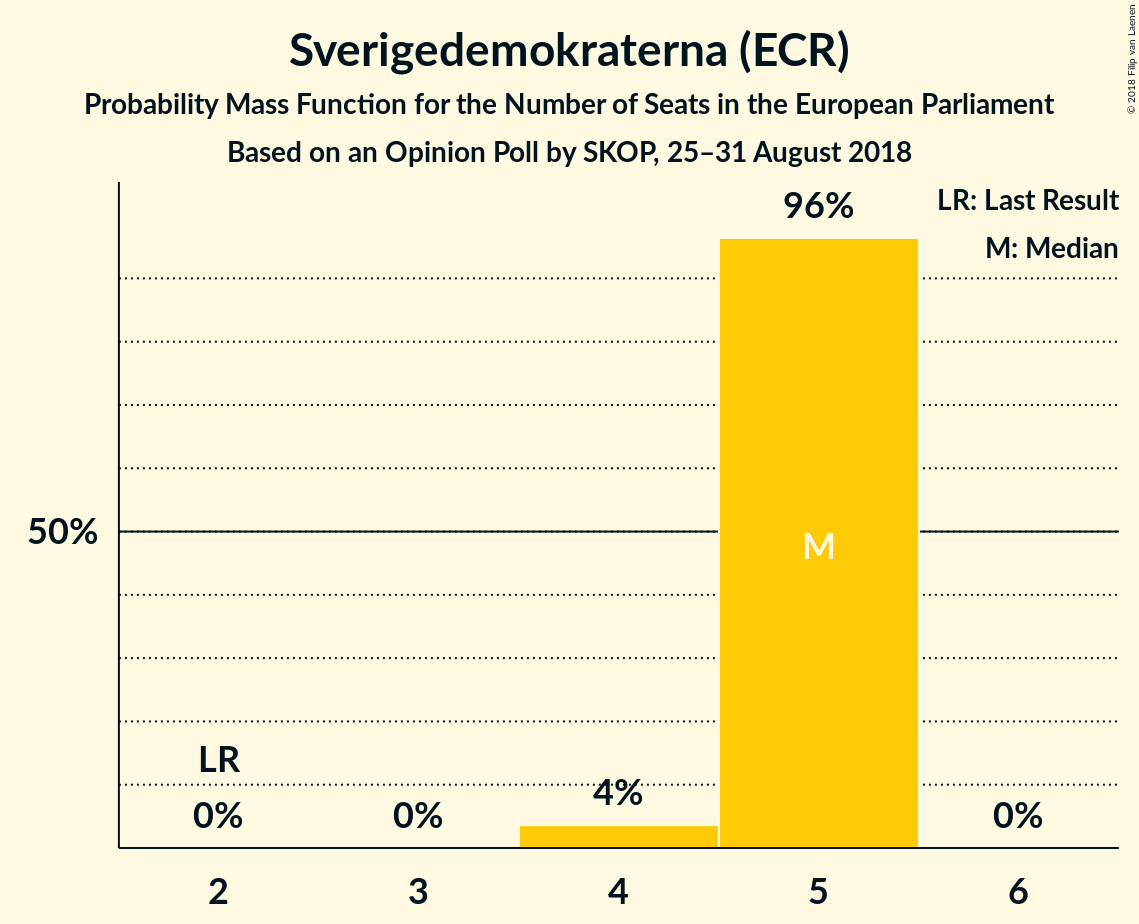 Sverigedemokraterna (ECR)
Probability Mass Function for the Number of Seats in the European Parliament
Based on an Opinion Poll by SKOP, 25–31 August 2018
© 2018 Filip van Laenen
LR: Last Result
M: Median
96%
50%
M
LR
0%
0%
4%
0%
2
3
4
5
6